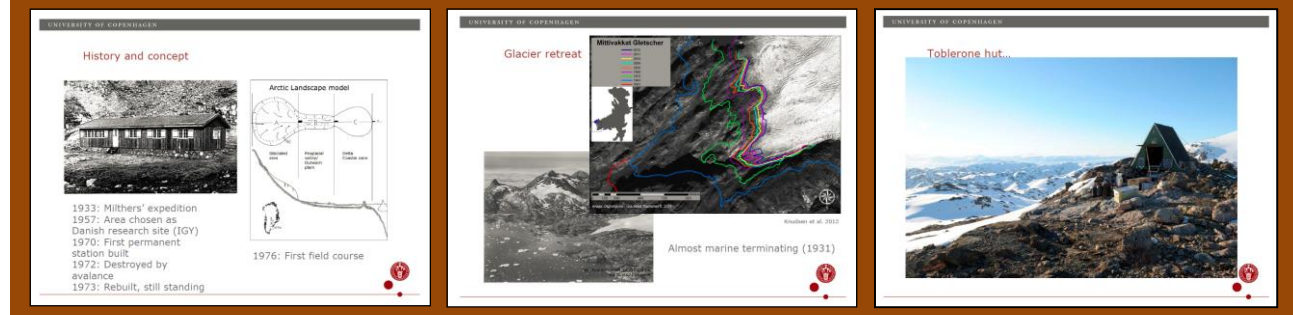 UNIVERSITY OF COPENHAGEN
History and concept
Arctic Landscape model
A
B
C
1933: Milthers' expedition
1957: Area chosen as
Danish research site (IGY)
1970: First permanent
station built
1972: Destroyed by
avalance
1973: Rebuilt, still standing
1976: First field course
UNIVERSITY OF COPENHAGEN
Glacier retreat
Mittivakkat Gletscher
Knudsen et al. 2012
Almost marine terminating (1931)
UNIVERSITY OF COPENHAGEN
Toblerone hut...